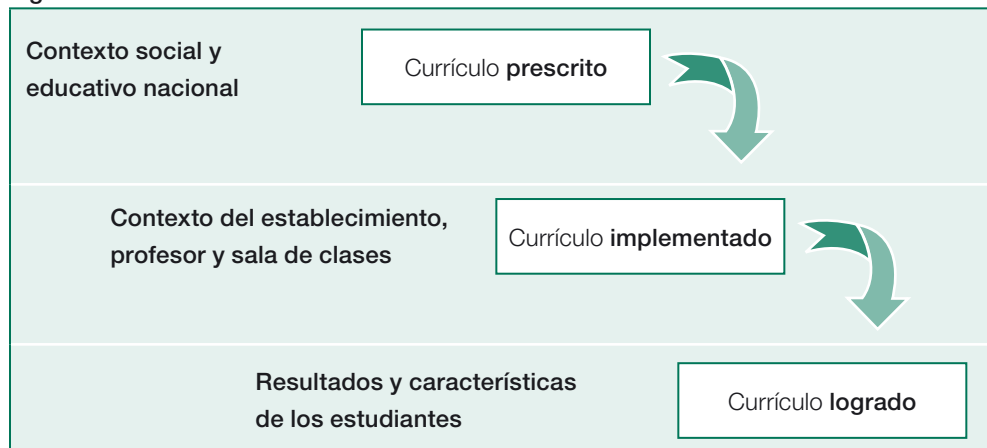 Contexto social y
educativo nacional
Currículo prescrito
Contexto del establecimiento,
profesor y sala de clases
Currículo implementado
Resultados y características
de los estudiantes
Currículo logrado